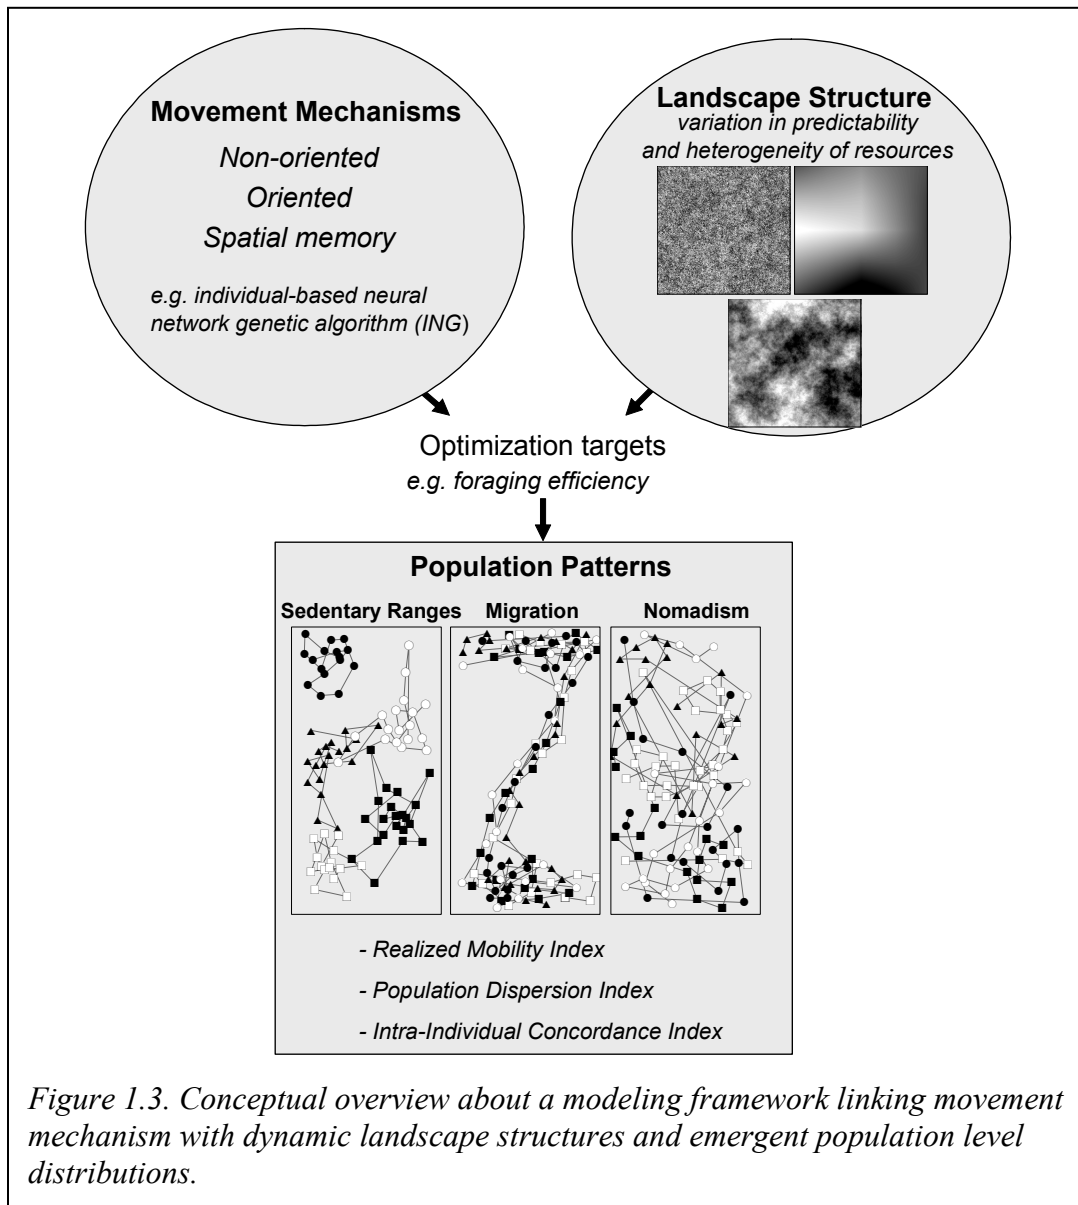 Movement Mechanisms
Non-oriented
Oriented
Spatial memory
e.g. individual-based neural
network genetic algorithm (ING)
Landscape Structure
variation in predictability
and heterogeneity of resources
Optimization targets
e.g. foraging efficiency
Population Patterns
Sedentary Ranges
Migration
Nomadism
- Realized Mobility Index
- Population Dispersion Index
- Intra-Individual Concordance Index
Figure 1.3. Conceptual overview about a modeling framework linking movement
mechanism with dynamic landscape structures and emergent population level
distributions.